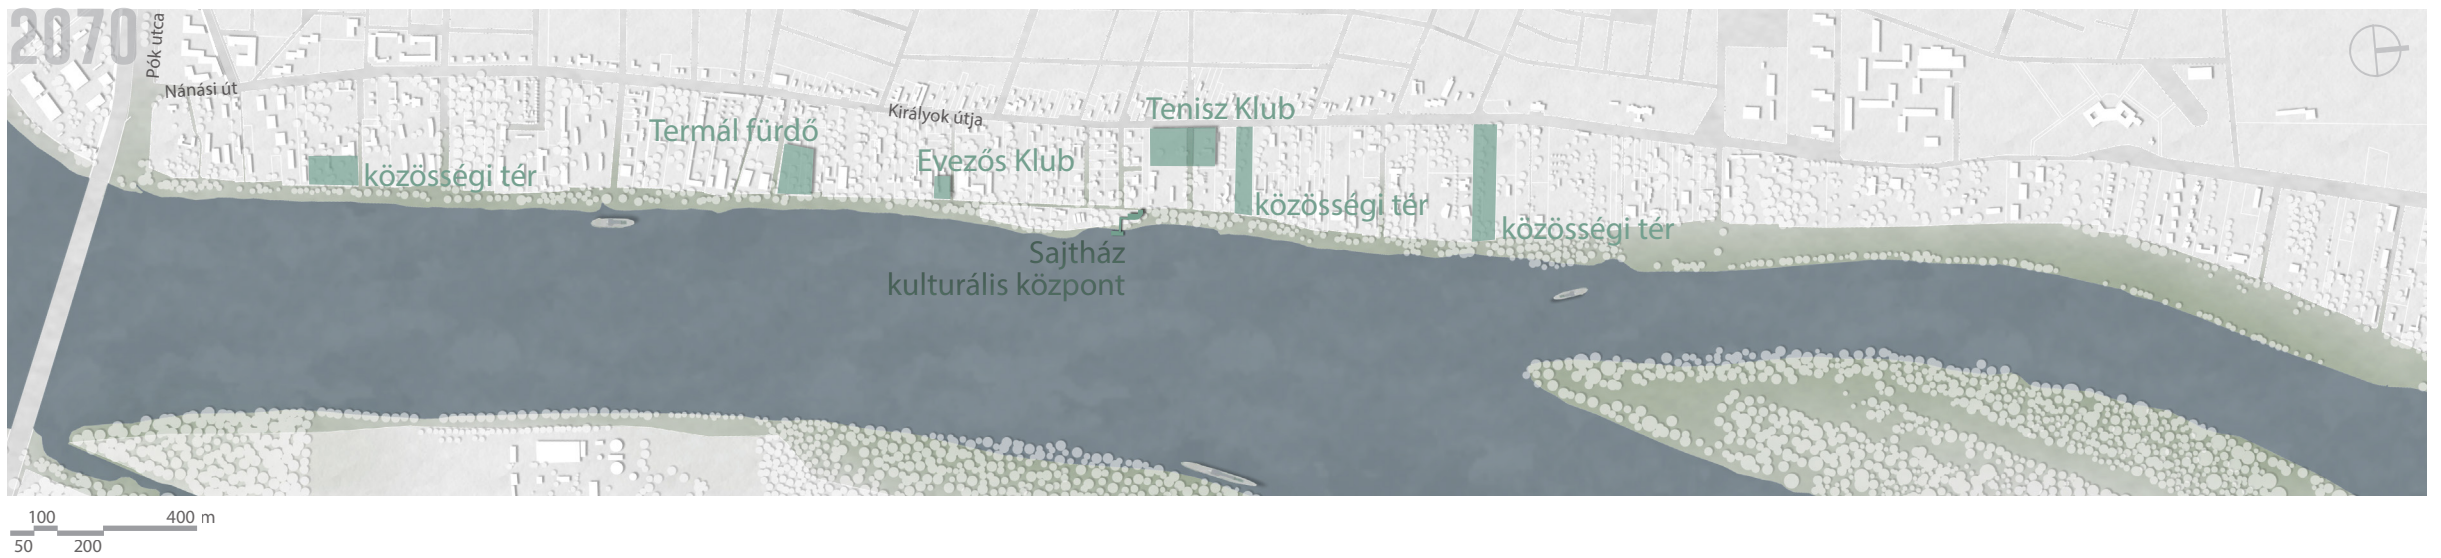 2070
Pók utca
Nánási út
Királyok útja
Tenisz Klub
Termál fürdő
Evezős Klub
közösségi tér
közösségi tér
közösségi tér
Sajtház
kulturális központ
100 400 m
50 200